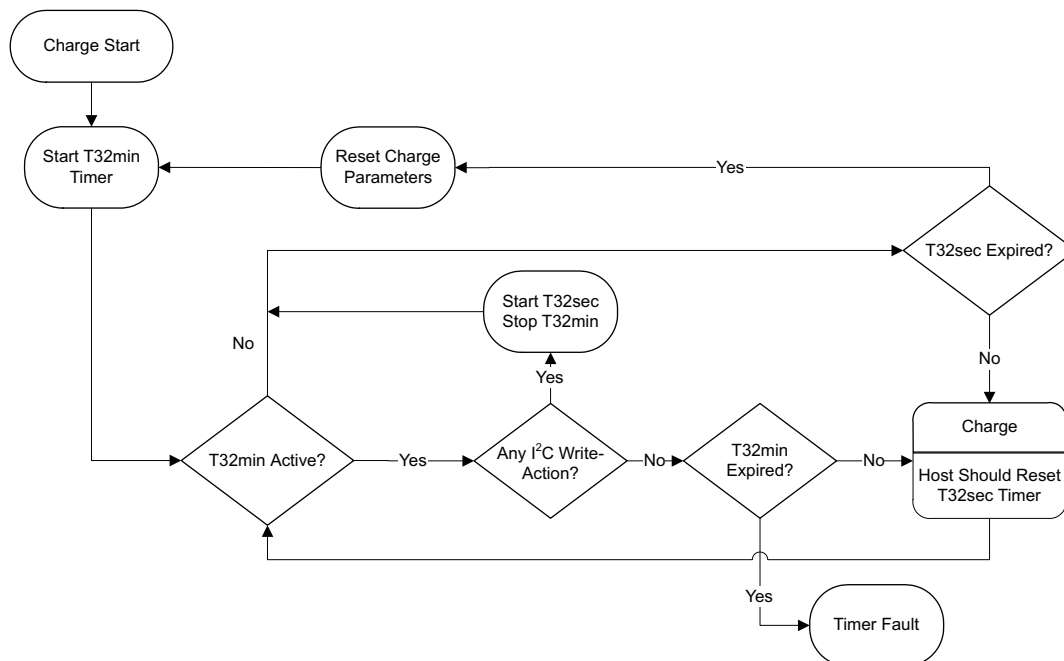 Charge Start
Start T32min
Timer
Reset Charge
Parameters
Yes
T32sec Expired?
Start T32sec
Stop T32min
No
Yes
No
T32min Active?
Yes
Any I²C Write-
Action?
No
T32min
Expired?
No
Charge
Host Should Reset
T32sec Timer
Yes
Timer Fault